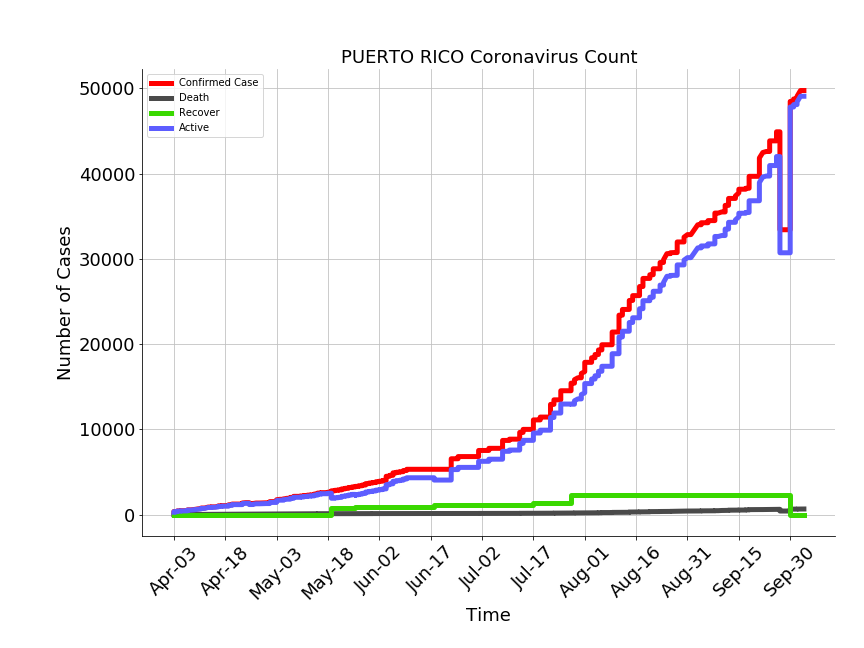 PUERTO RICO Coronavirus Count
Confirmed Case
Death
Recover
Active
50000
40000
30000
20000
10000
0
Number of Cases
Apr-03
Apr-18
May-03
May-18
Jun-02
Jun-17
Jul-02
Jul-17
Aug-01
Aug-16
Aug-31
Sep-15
Sep-30
Time